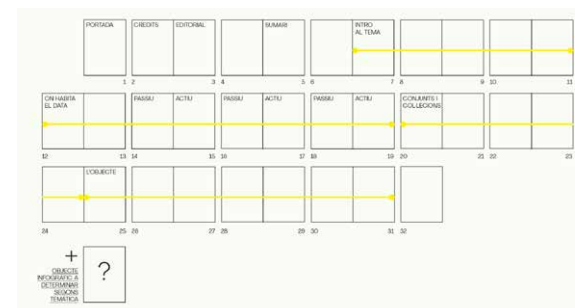 PORTADA
CRÈDITS
EDITORIAL
SUMARI
INTRO
AL TEMA
1 2 3 4 5 6 7 8 9 10 11
ON HABITA
EL DATA
PASSIU
ACTIU
PASSIU
ACTIU
PASSIU
ACTIU
CONJUNTS I
COL·LECCIONS
12 13 14 15 16 17 18 19 20 21 22 23
L'OBJECTE
24 25 26 27 28 29 30 31 32
+
OBJECTE
INFOGRÀFIC A
DETERMINAR
SEGONS
TEMÀTICA
?